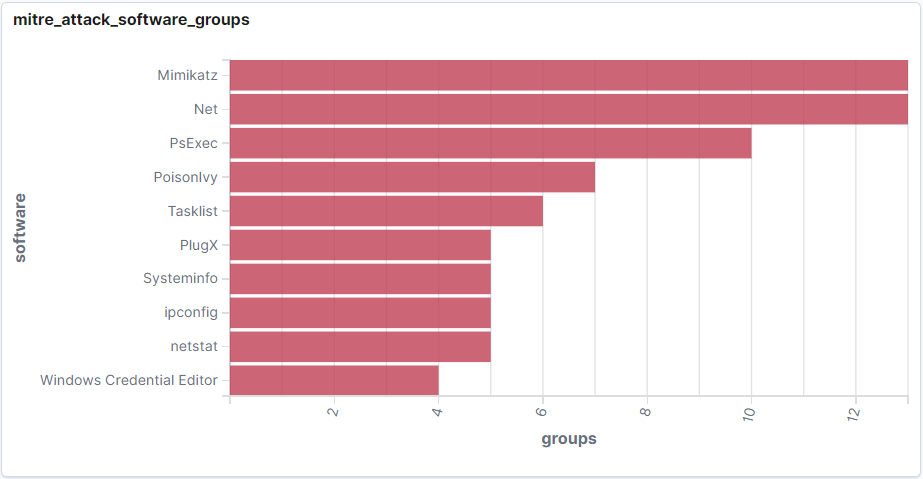 mitre_attack_software_groups
software
Mimikatz
Net
PsExec
PoisonIvy
Tasklist
PlugX
Systeminfo
ipconfig
netstat
Windows Credential Editor
2
4
6
8
10
12
groups